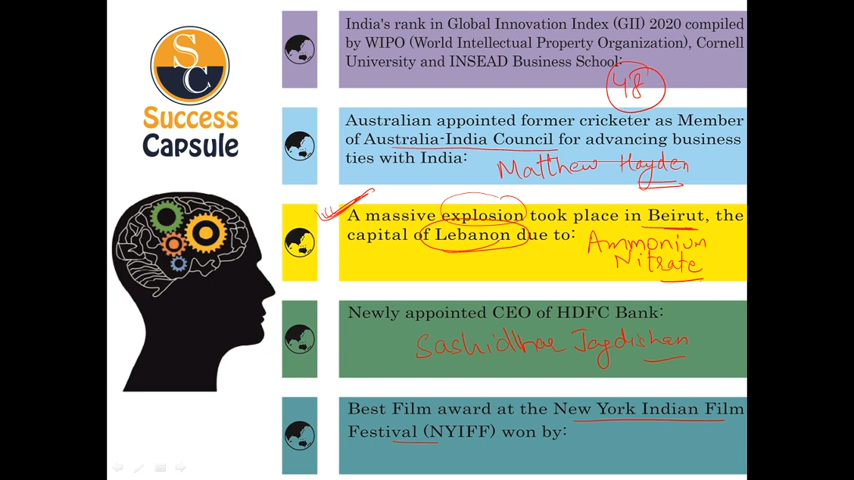 SC
Success
Capsule
India's rank in Global Innovation Index (GII) 2020 compiled
by WIPO (World Intellectual Property Organization), Cornell
University and INSEAD Business School:
48
Australian appointed former cricketer as Member
of Australia-India Council for advancing business
ties with India:
Matthew Hayden
A massive explosion took place in Beirut, the
capital of Lebanon due to:
Ammonium
Nitrate
Newly appointed CEO of HDFC Bank:
Sashidhar Jagdishan
Best Film award at the New York Indian Film
Festival (NYIFF) won by: